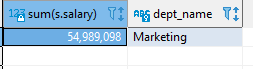 123 sum(s.salary) ABC dept_name
54,989,098 Marketing